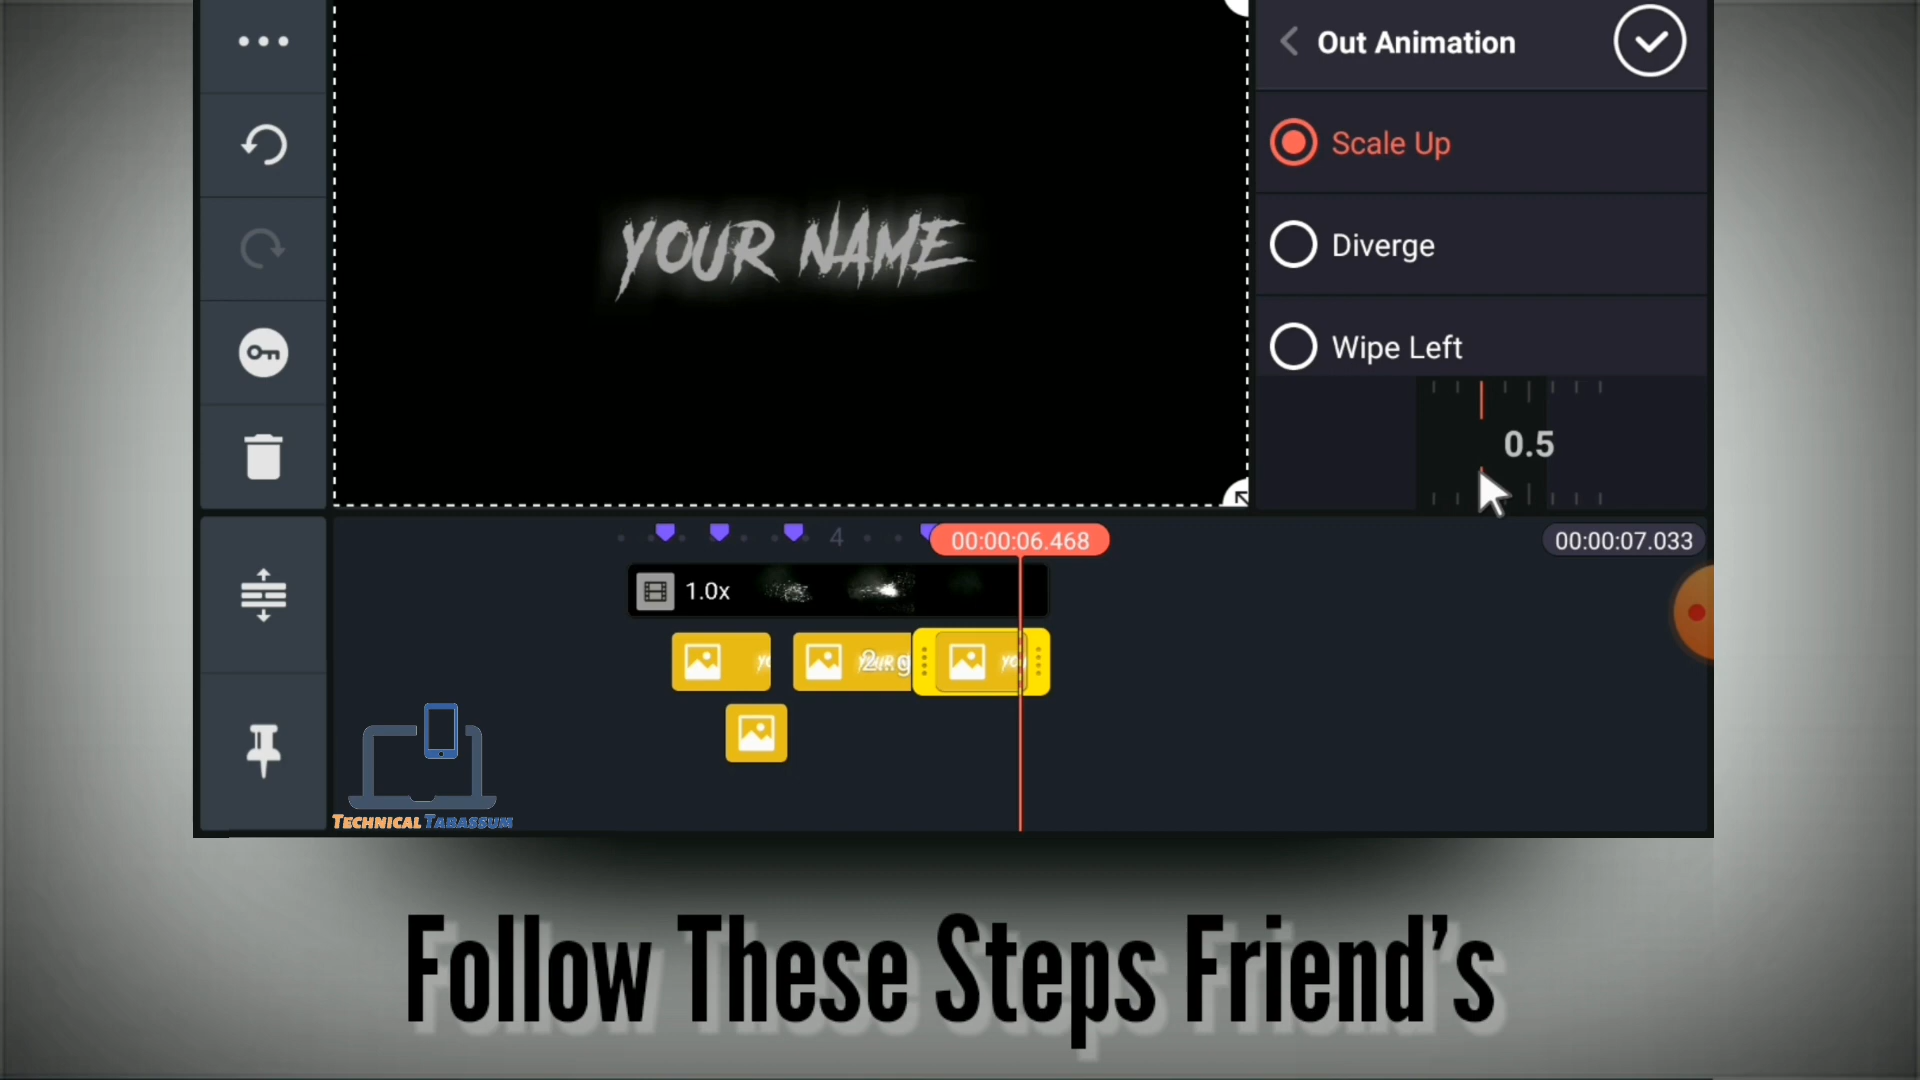 Out Animation
Scale Up
YOUR NAME
Diverge
Wipe Left
0.5
4
00:00:06.468
00:00:07.033
1.0x
TECHNICAL TABASSUM
Follow These Steps Friend's